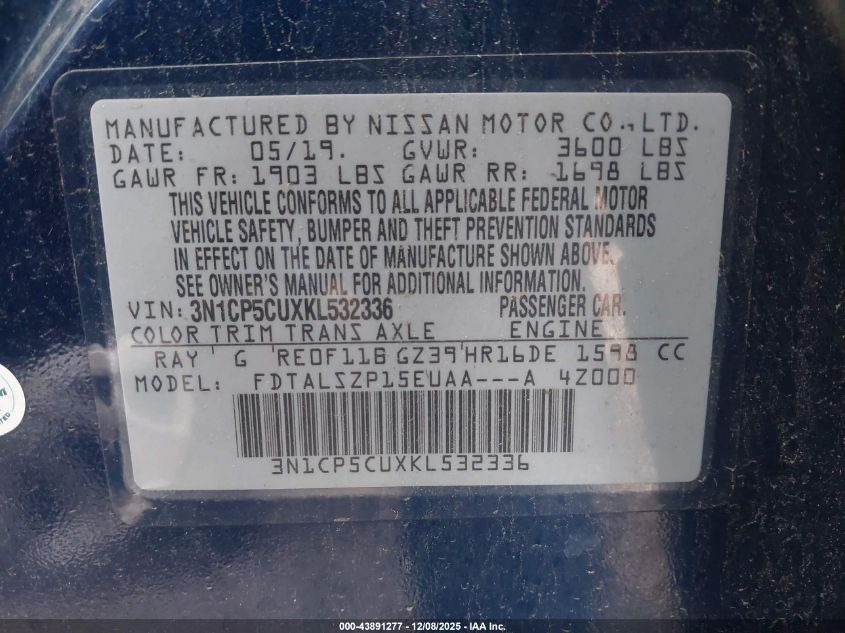 MANUFACTURED BY NISSAN MOTOR CO.,LTD.
DATE: 05/19. GVWR: 3600 LBS
GAWR FR: 1903 LBS GAWR RR: 1698 LBS
THIS VEHICLE CONFORMS TO ALL APPLICABLE FEDERAL MOTOR
VEHICLE SAFETY, BUMPER AND THEFT PREVENTION STANDARDS
IN EFFECT ON THE DATE OF MANUFACTURE SHOWN ABOVE.
SEE OWNER'S MANUAL FOR ADDITIONAL INFORMATION.
VIN: 3N1CP5CUXKL532336 PASSENGER CAR.
COLOR TRIM TRANS AXLE ENGINE
RAY G RE0F11B GZ39 HR16DE 1598 CC
MODEL: FDTALSZP15EUAA---A 4Z000
3N1CP5CUXKL532336
000-43891277 - 12/08/2025 - IAA Inc.